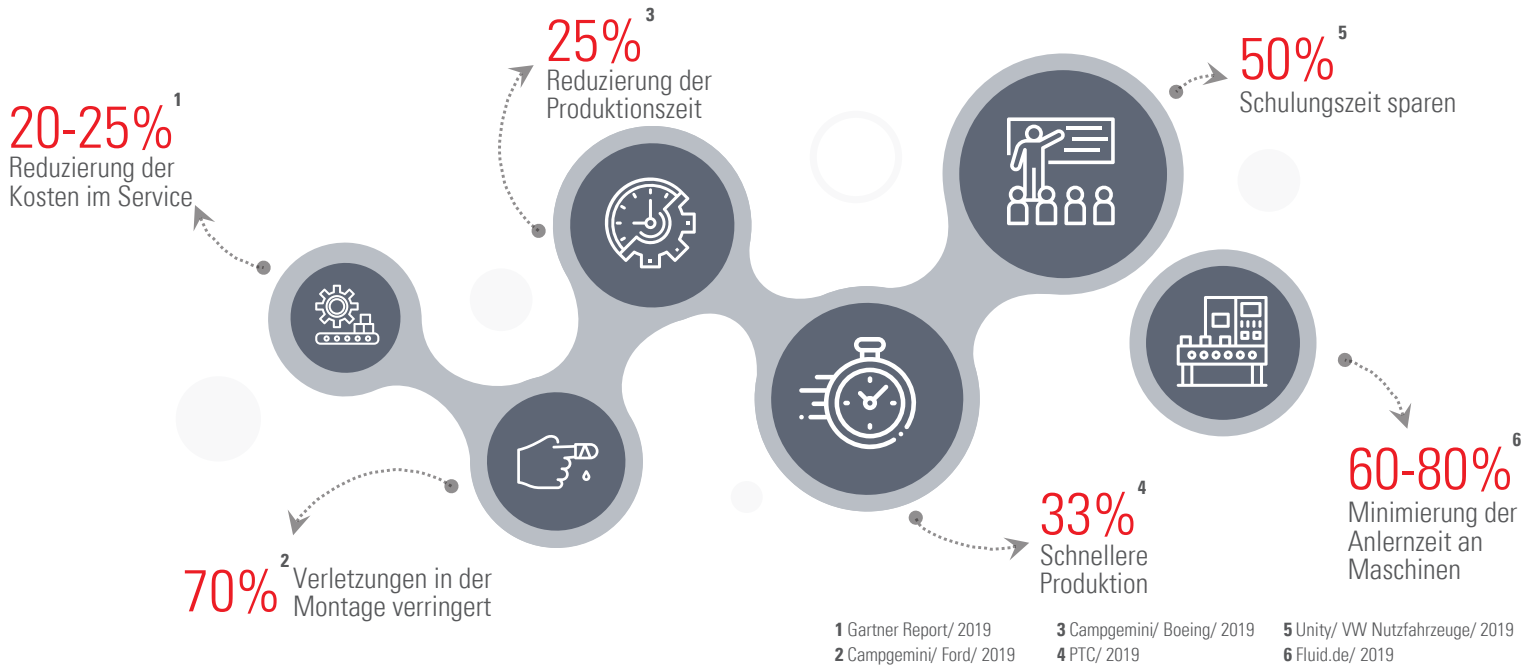 20-25% 1
Reduzierung der
Kosten im Service
70% 2
Verletzungen in der
Montage verringert
25% 3
Reduzierung der
Produktionszeit
33% 4
Schnellere
Produktion
50% 5
Schulungszeit sparen
60-80% 6
Minimierung der
Anlernzeit an
Maschinen
1 Gartner Report/ 2019
2 Campgemini/ Ford/ 2019
3 Campgemini/ Boeing/ 2019
4 PTC/ 2019
5 Unity/ VW Nutzfahrzeuge/ 2019
6 Fluid.de/ 2019